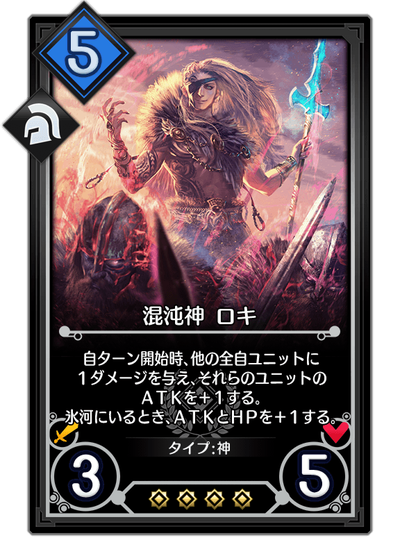 5
混沌神 ロキ
自ターン開始時、他の全自ユニットに
１ダメージを与え、それらのユニットの
ＡＴＫを＋１する。
氷河にいるとき、ＡＴＫとＨＰを＋１する。
タイプ：神
3
5